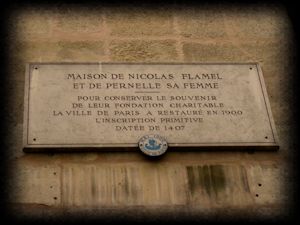 MAISON DE NICOLAS FLAMEL
ET DE PERNELLE SA FEMME
POUR CONSERVER LE SOUVENIR
DE LEUR FONDATION CHARITABLE
LA VILLE DE PARIS A RESTAURÉ EN 1900
L'INSCRIPTION PRIMITIVE
DATÉE DE 1407